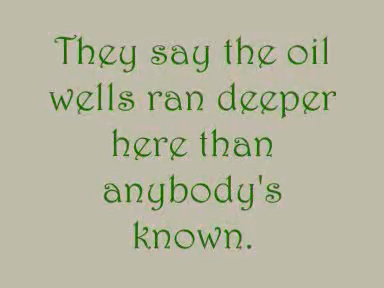 They say the oil
wells ran deeper
here than
anybody's
known.